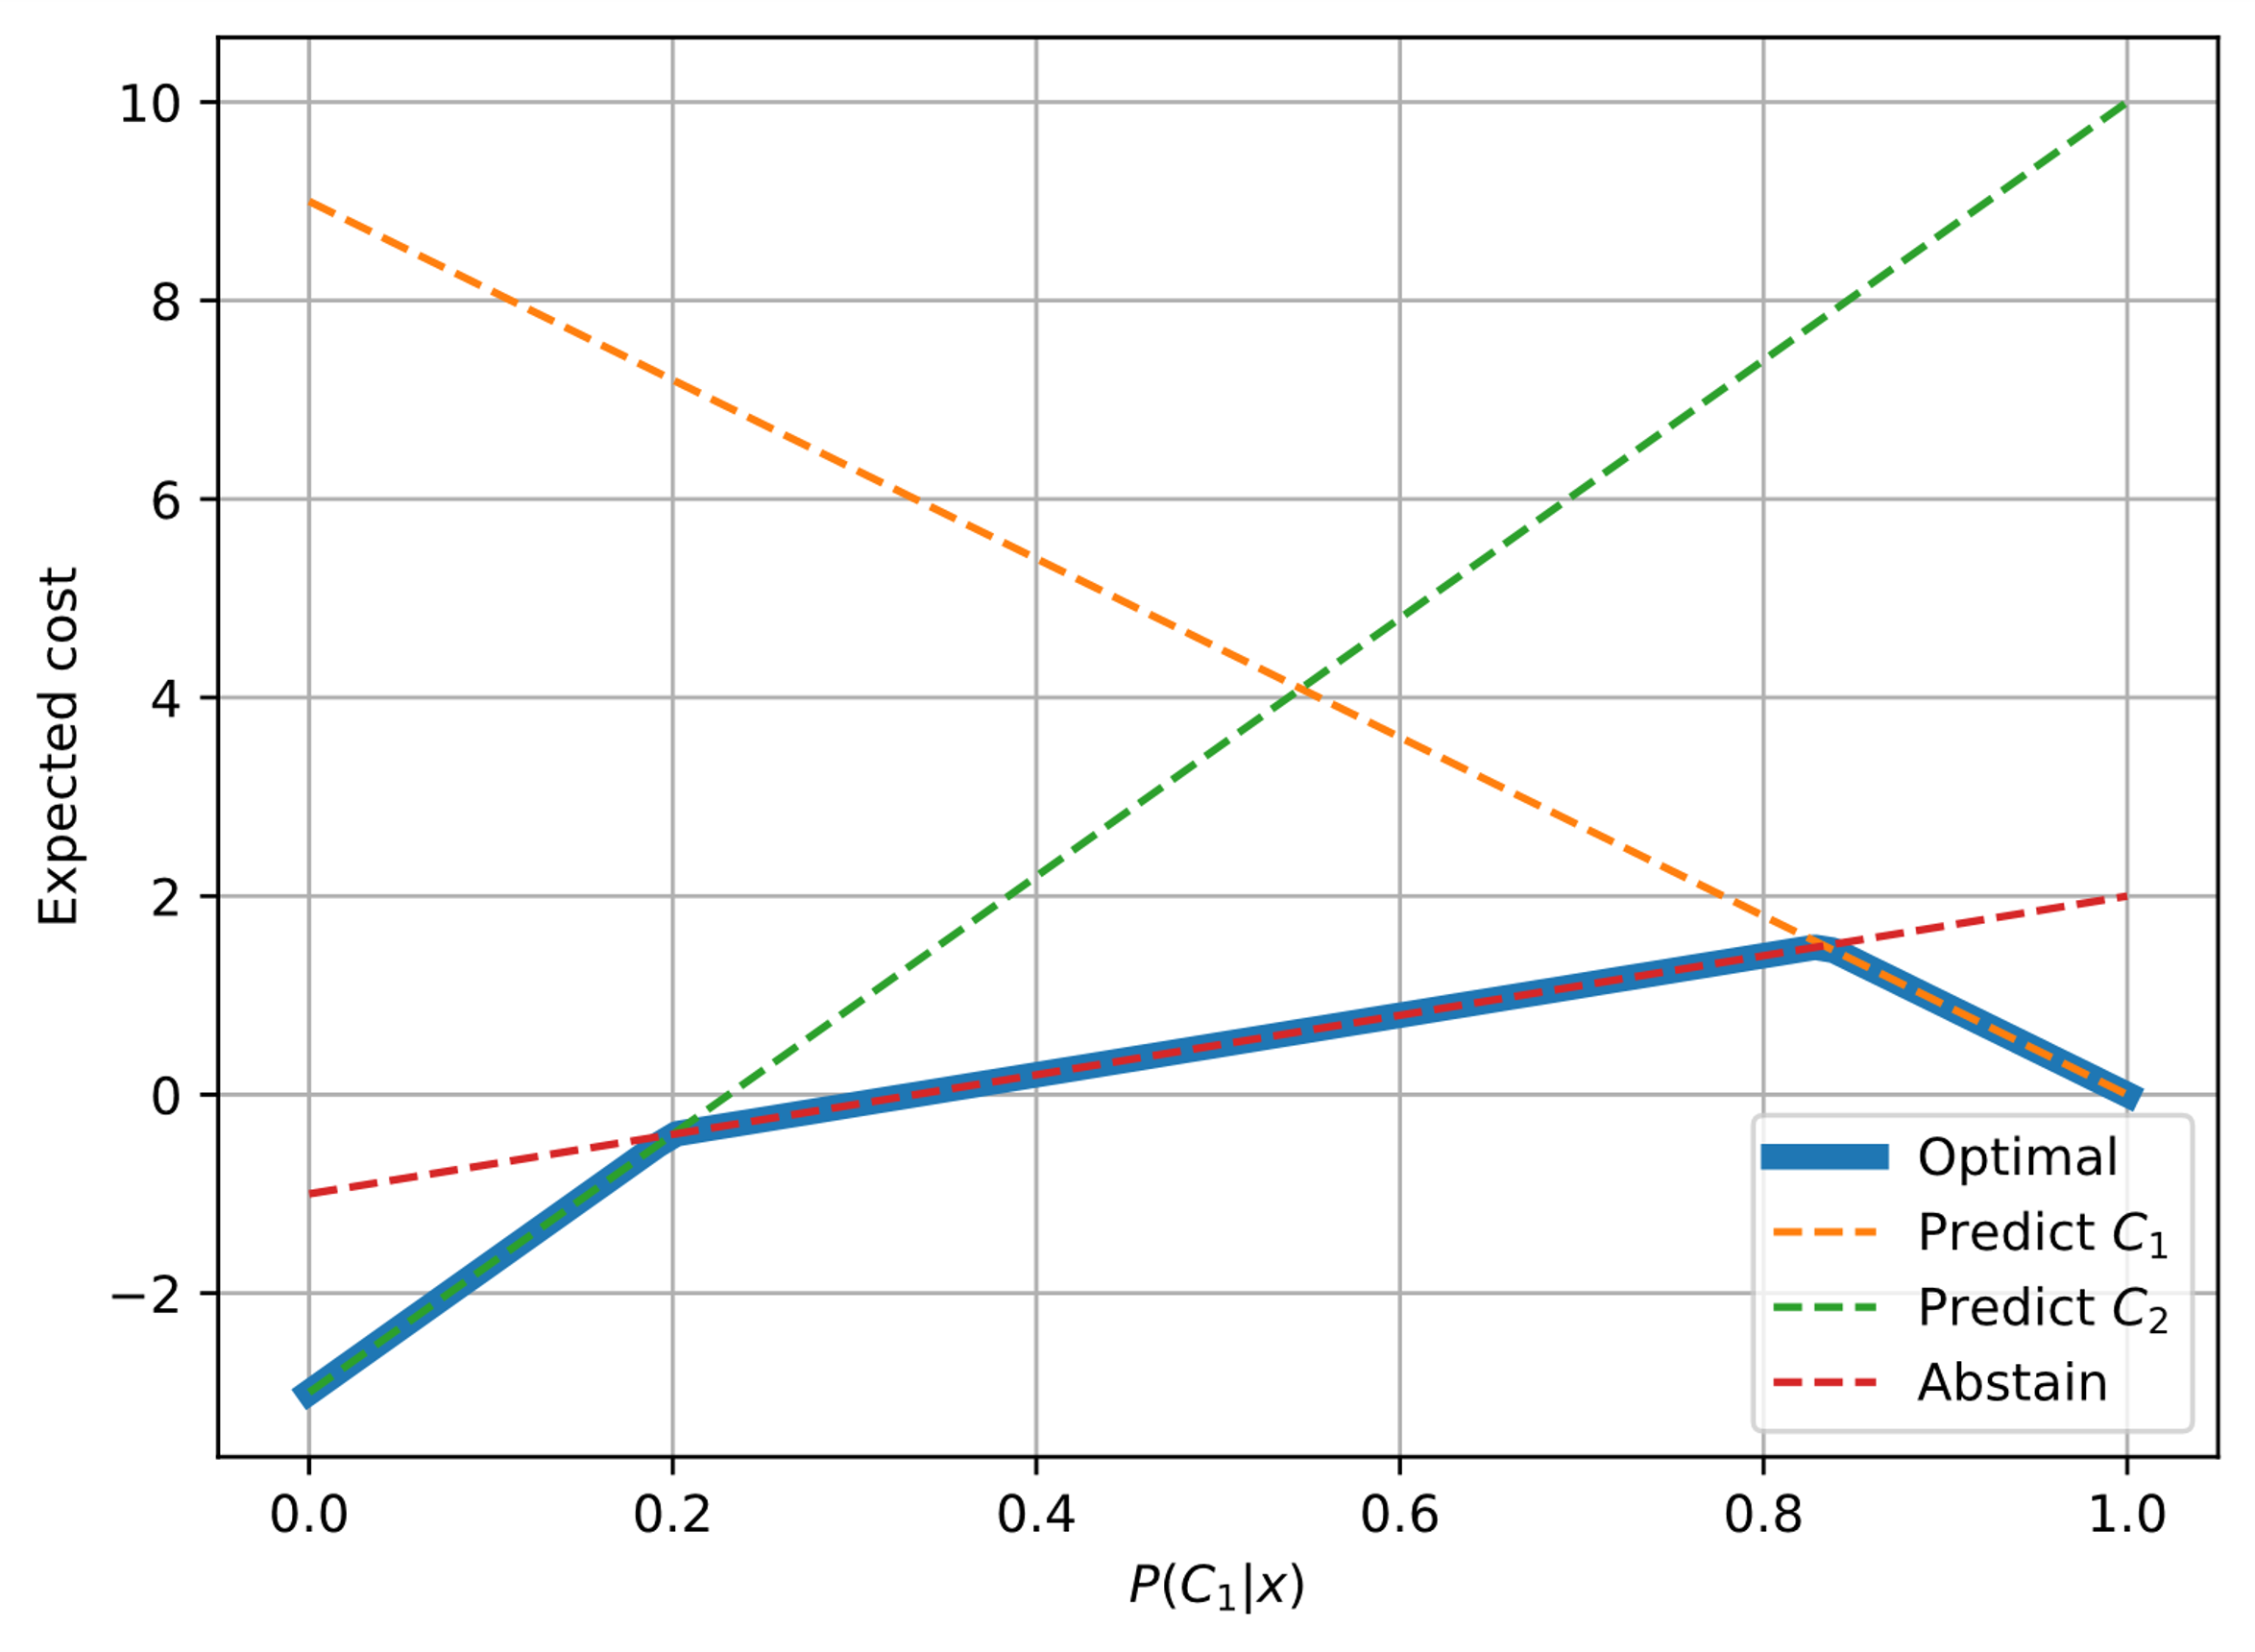 10
8
6
4
2
0
−2
Expected cost
Optimal
Predict C₁
Predict C₂
Abstain
0.0 0.2 0.4 0.6 0.8 1.0
P(C₁|x)